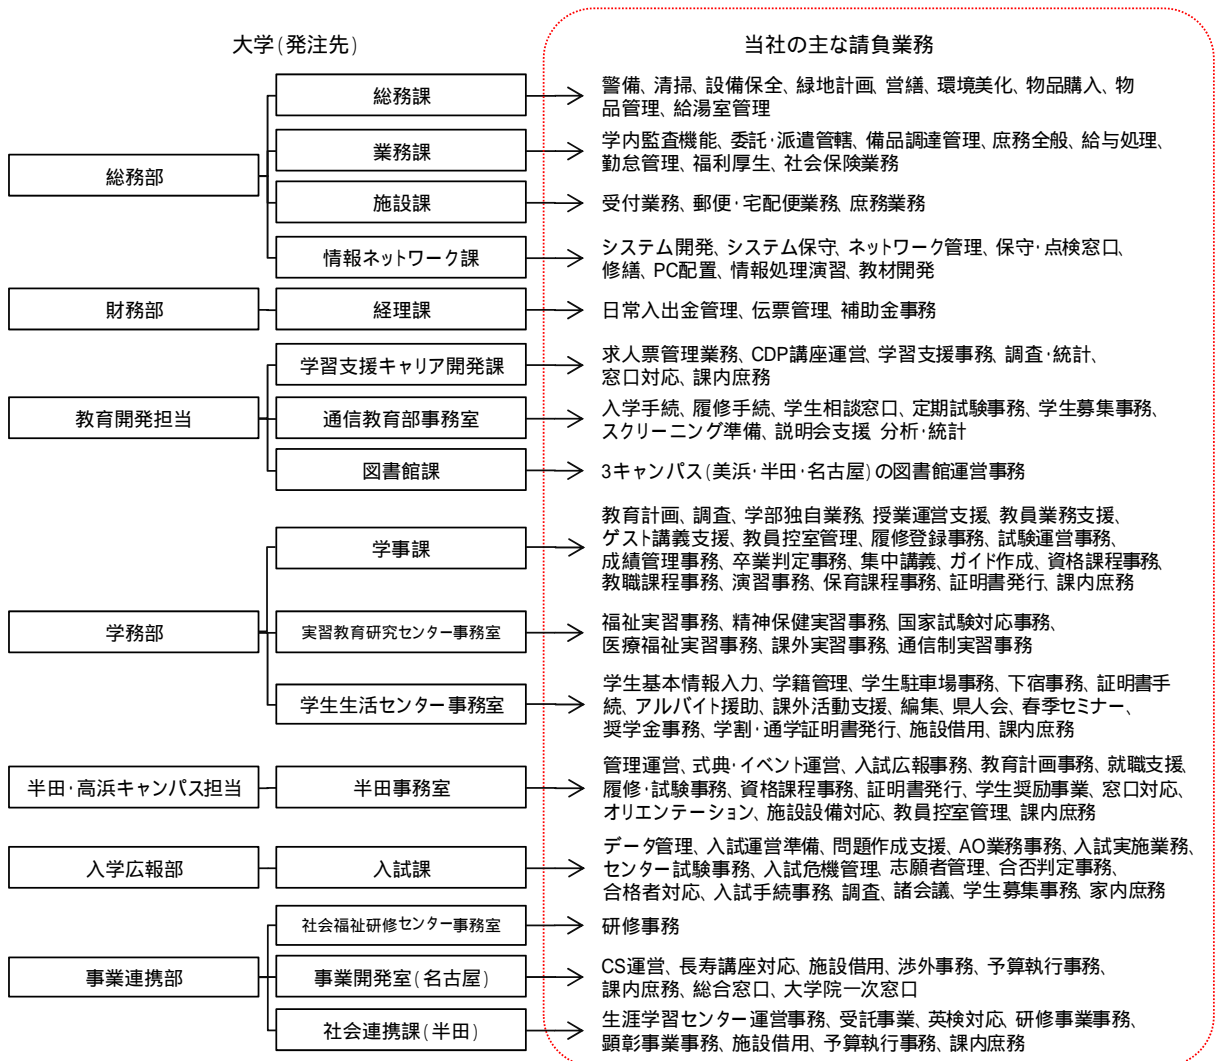 大学(発注先)
当社の主な請負業務
総務部
総務課
警備、清掃、設備保全、緑地計画、営繕、環境美化、物品購入、物
品管理、給湯室管理
業務課
学内監査機能、委託・派遣管轄、備品調達管理、庶務全般、給与処理、
勤怠管理、福利厚生、社会保険業務
施設課
受付業務、郵便・宅配便業務、庶務業務
情報ネットワーク課
システム開発、システム保守、ネットワーク管理、保守・点検窓口、
修繕、PC配置、情報処理演習、教材開発
財務部
経理課
日常入出金管理、伝票管理、補助金事務
教育開発担当
学習支援キャリア開発課
求人票管理業務、CDP講座運営、学習支援事務、調査・統計、
窓口対応、課内庶務
通信教育部事務室
入学手続、履修手続、学生相談窓口、定期試験事務、学生募集事務、
スクリーニング準備、説明会支援、分析・統計
図書館課
3キャンパス(美浜・半田・名古屋)の図書館運営事務
学務部
学事課
教育計画、調査、学部独自業務、授業運営支援、教員業務支援、
ゲスト講義支援、教員控室管理、履修登録事務、試験運営事務、
成績管理事務、卒業判定事務、集中講義、ガイド作成、資格課程事務、
教職課程事務、演習事務、保育課程事務、証明書発行、課内庶務
実習教育研究センター事務室
福祉実習事務、精神保健実習事務、国家試験対応事務、
医療福祉実習事務、課外実習事務、通信制実習事務
学生生活センター事務室
学生基本情報入力、学籍管理、学生駐車場事務、下宿事務、証明書手
続、アルバイト援助、課外活動支援、編集、県人会、春季セミナー、
奨学金事務、学割・通学証明書発行、施設借用、課内庶務
半田・高浜キャンパス担当
半田事務室
管理運営、式典・イベント運営、入試広報事務、教育計画事務、就職支援、
履修・試験事務、資格課程事務、証明書発行、学生奨励事業、窓口対応、
オリエンテーション、施設設備対応、教員控室管理、課内庶務
入学広報部
入試課
データ管理、入試運営準備、問題作成支援、AO業務事務、入試実施業務、
センター試験事務、入試危機管理、志願者管理、合否判定事務、
合格者対応、入試手続事務、調査、諸会議、学生募集事務、家内庶務
事業連携部
社会福祉研修センター事務室
研修事務
事業開発室(名古屋)
CS運営、長寿講座対応、施設借用、渉外事務、予算執行事務、
課内庶務、総合窓口、大学院一次窓口
社会連携課(半田)
生涯学習センター運営事務、受託事業、英検対応、研修事業事務、
顕彰事業事務、施設借用、予算執行事務、課内庶務